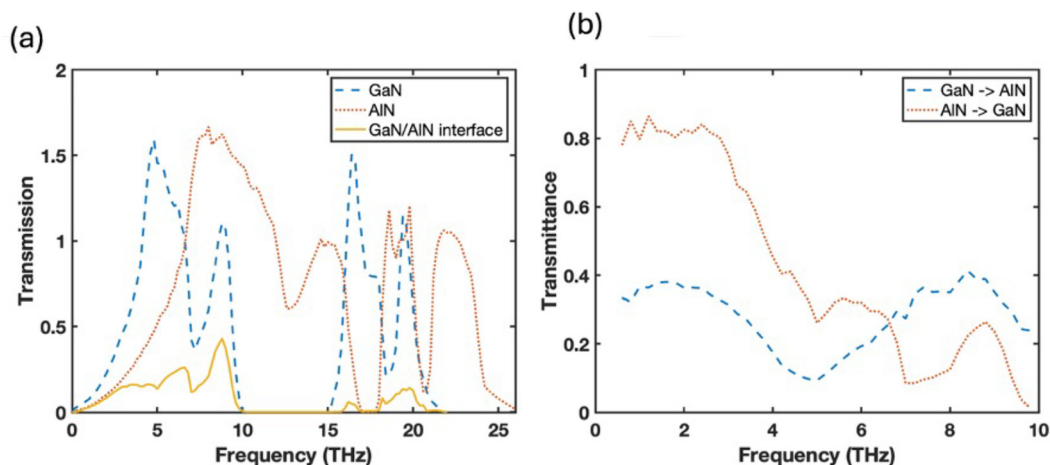 (a)
2
1.5
1
0.5
0
Transmission
GaN
AlN
GaN/AlN interface
0 5 10 15 20 25
Frequency (THz)
(b)
1
0.8
0.6
0.4
0.2
0
Transmittance
GaN -> AlN
AlN -> GaN
0 2 4 6 8 10
Frequency (THz)